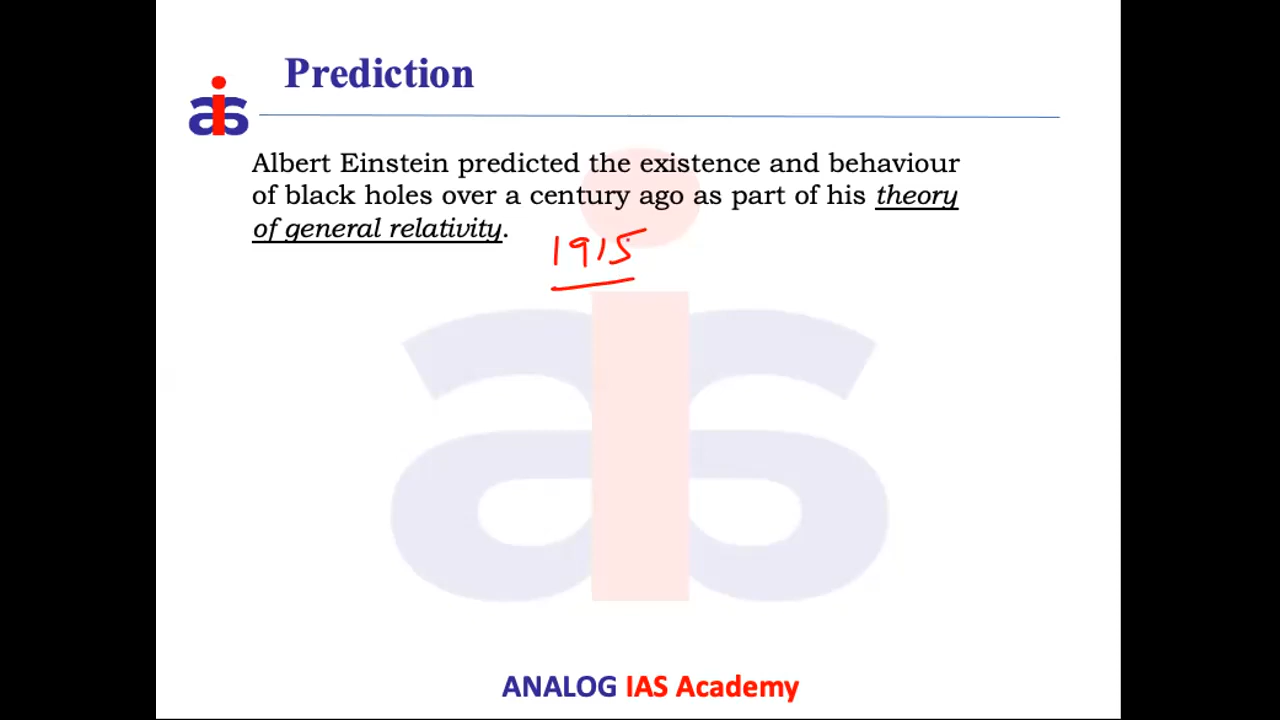 Prediction
Albert Einstein predicted the existence and behaviour
of black holes over a century ago as part of his theory
of general relativity.
1915
ANALOG IAS Academy